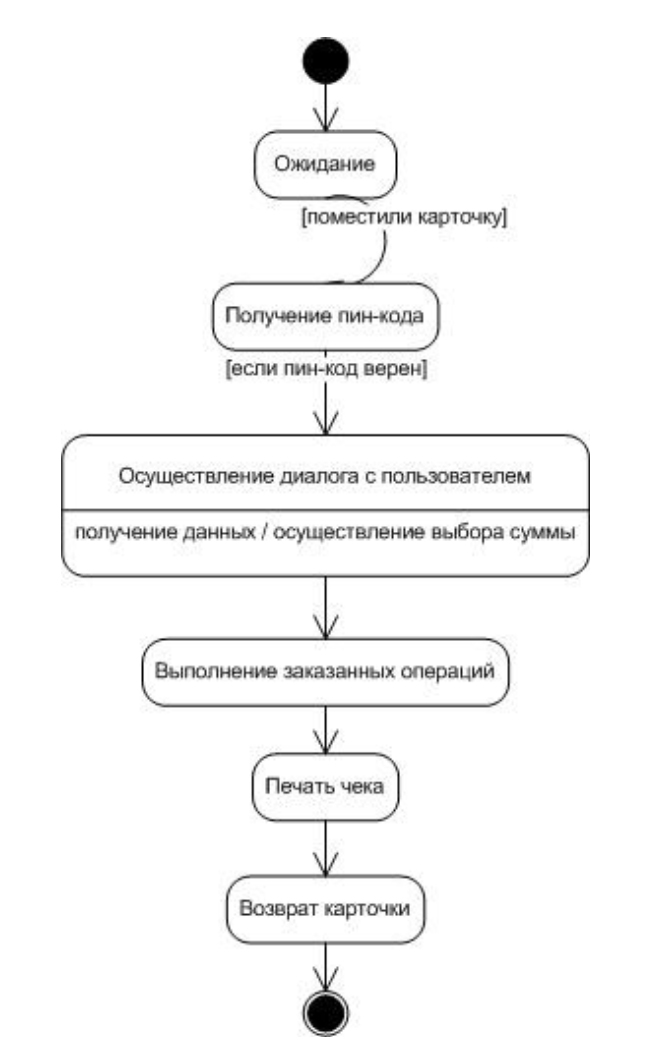 Ожидание
[поместили карточку]
Получение пин-кода
[если пин-код верен]
Осуществление диалога с пользователем
получение данных / осуществление выбора суммы
Выполнение заказанных операций
Печать чека
Возврат карточки